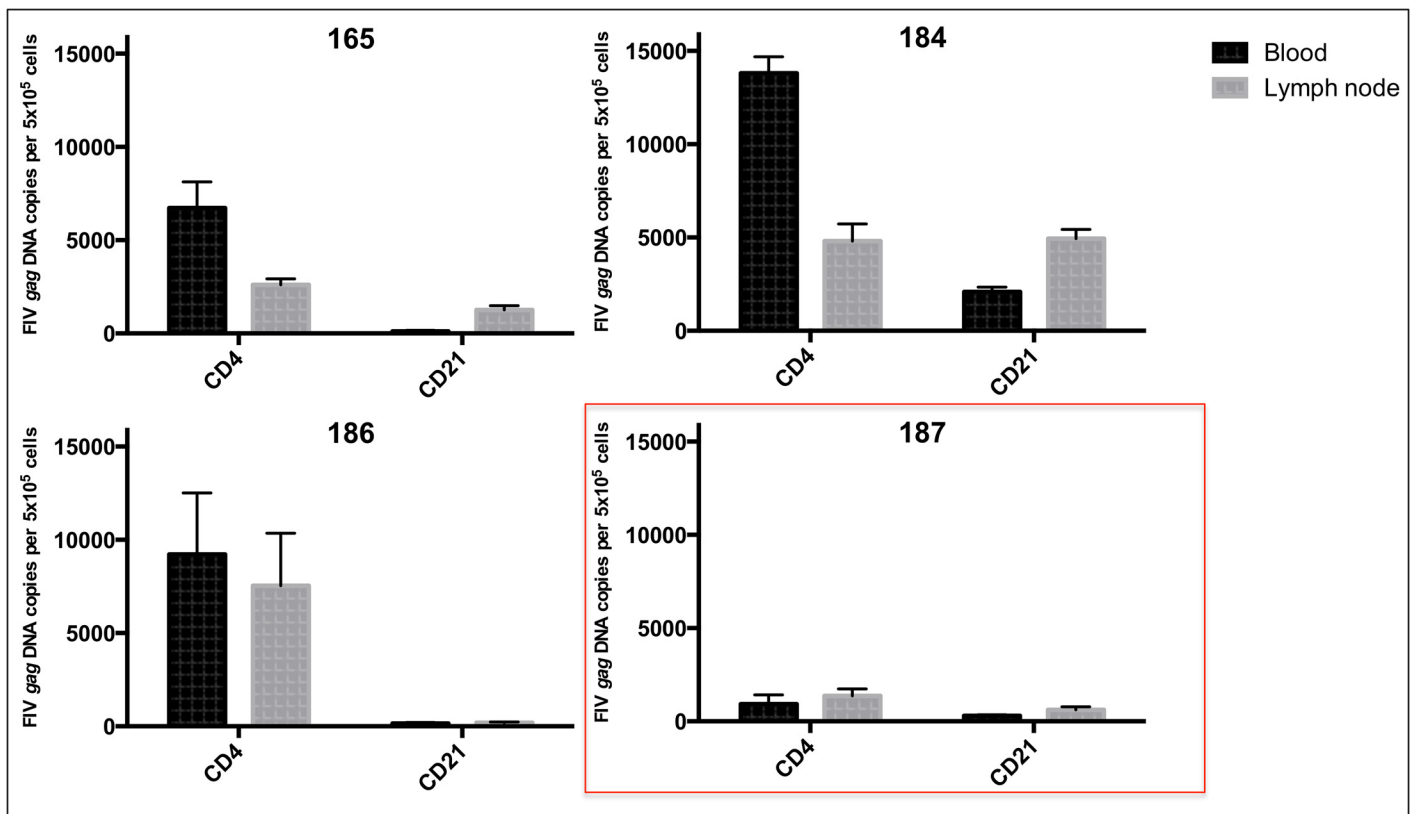 165
FIV gag DNA copies per 5x10⁵ cells
15000
10000
5000
0
CD4
CD21
184
FIV gag DNA copies per 5x10⁵ cells
15000
10000
5000
0
CD4
CD21
Blood
Lymph node
186
FIV gag DNA copies per 5x10⁵ cells
15000
10000
5000
0
CD4
CD21
187
FIV gag DNA copies per 5x10⁵ cells
15000
10000
5000
0
CD4
CD21